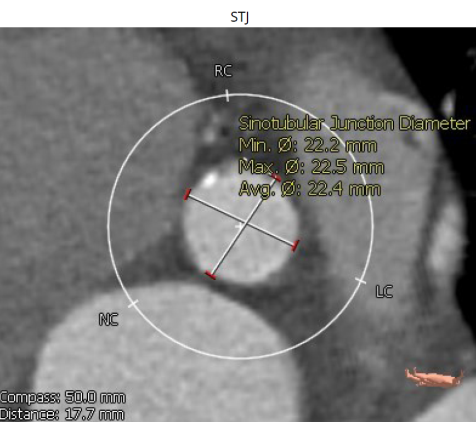 STJ
RC
Sinotubular Junction Diameter
Min. Ø: 22.2 mm
Max. Ø: 22.5 mm
Avg. Ø: 22.4 mm
LC
NC
Compass: 50.0 mm
Distance: 17.7 mm